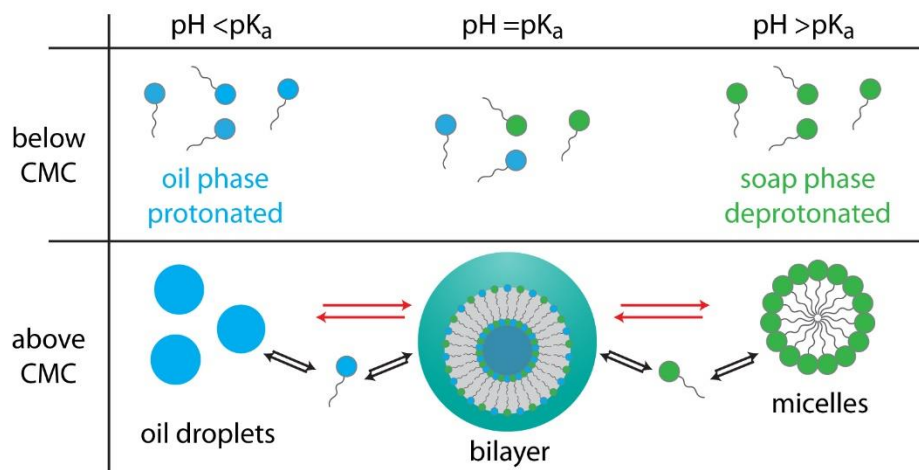 pH <pKa
pH =pKa
pH >pKa
below
CMC
oil phase
protonated
soap phase
deprotonated
above
CMC
oil droplets
bilayer
micelles